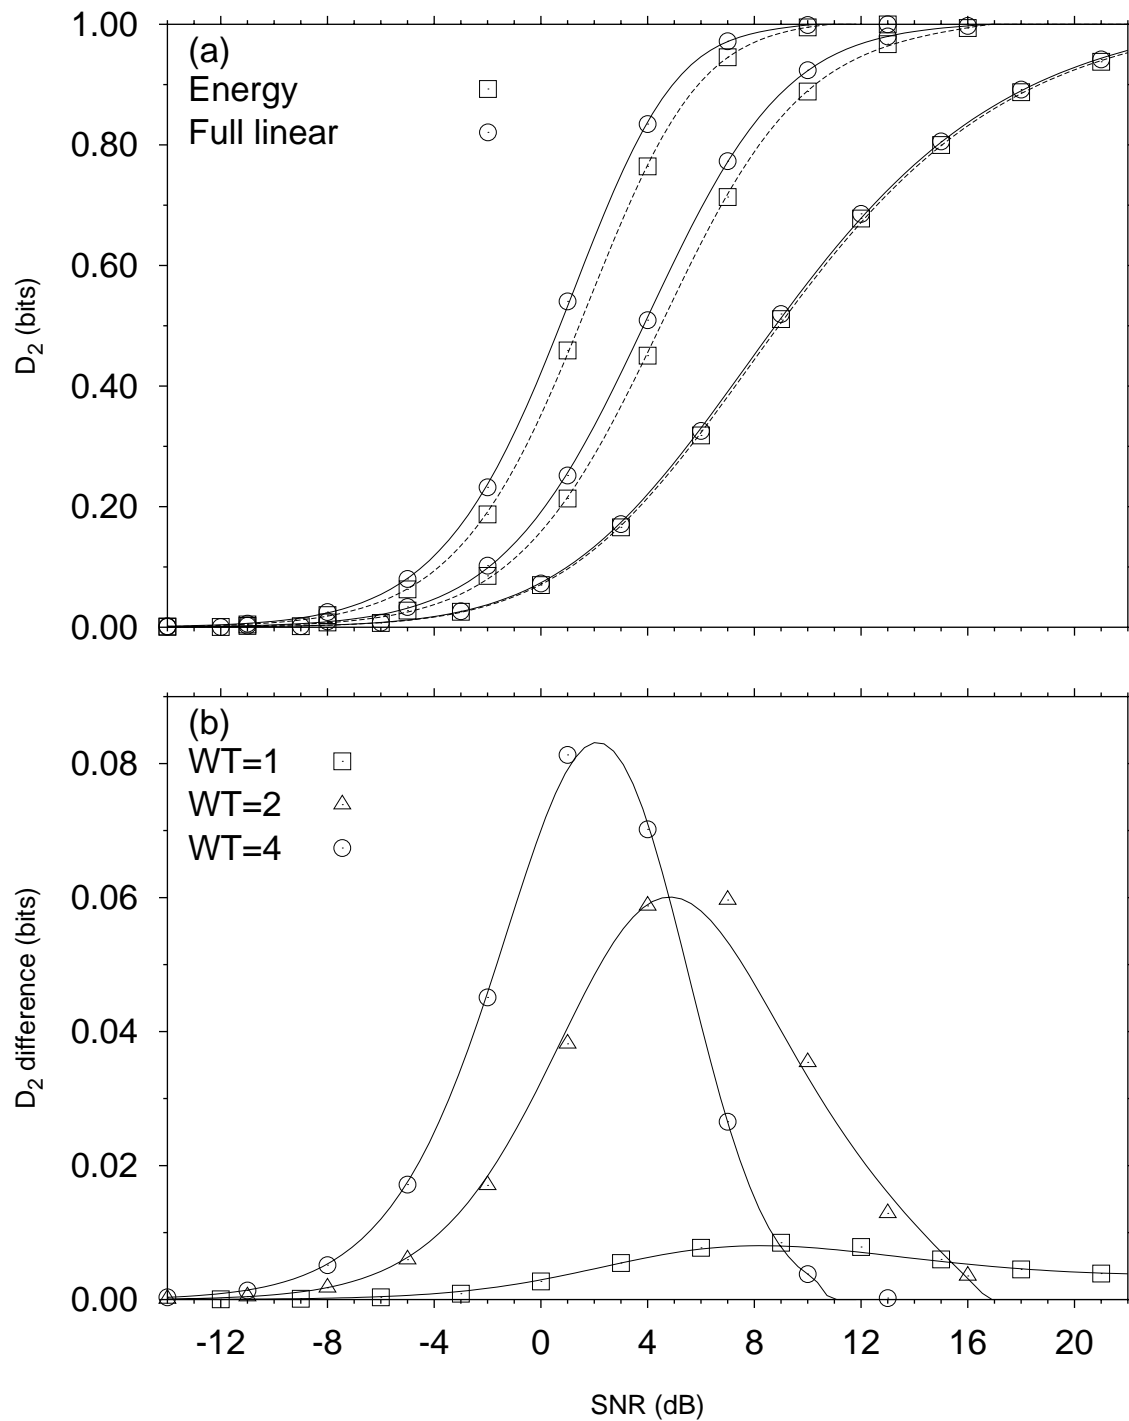 (a)
Energy
Full linear
1.00
0.80
0.60
0.40
0.20
0.00
D2 (bits)
(b)
WT=1
WT=2
WT=4
0.08
0.06
0.04
0.02
0.00
D2 difference (bits)
-12 -8 -4 0 4 8 12 16 20
SNR (dB)